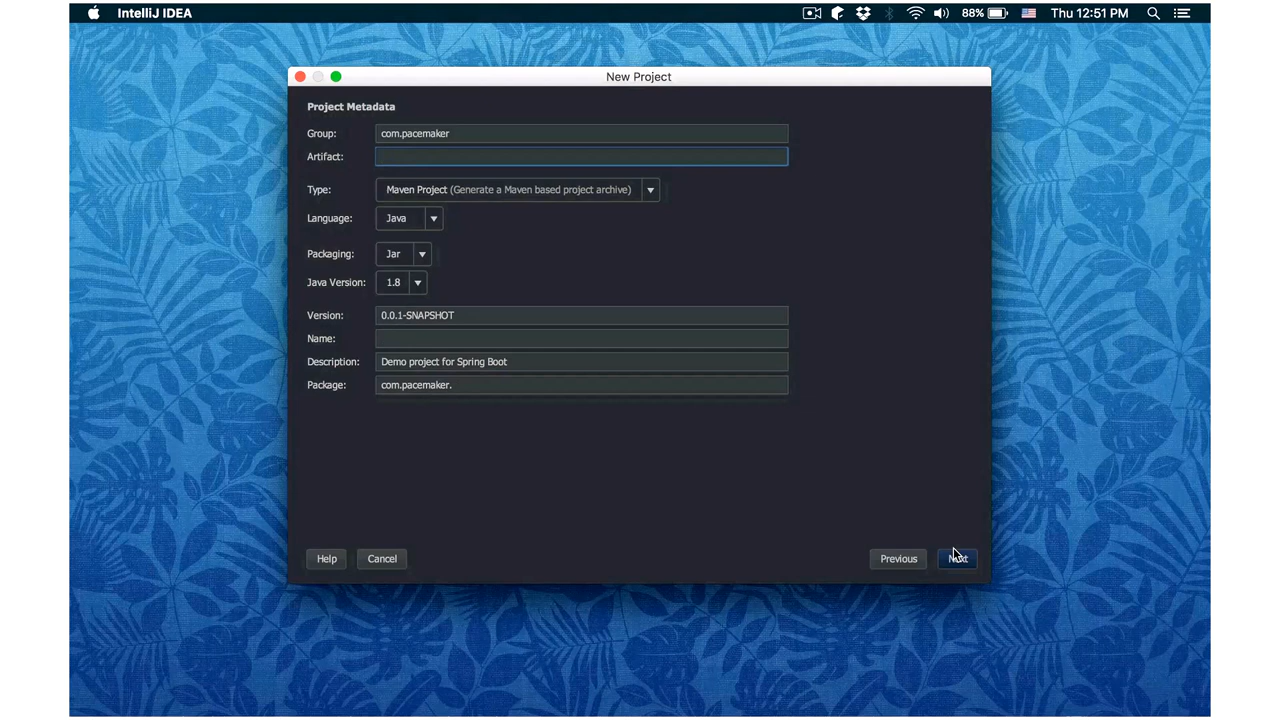 IntelliJ IDEA 88% Thu 12:51 PM
New Project
Project Metadata
Group: com.pacemaker
Artifact:
Type: Maven Project (Generate a Maven based project archive)
Language: Java
Packaging: Jar
Java Version: 1.8
Version: 0.0.1-SNAPSHOT
Name:
Description: Demo project for Spring Boot
Package: com.pacemaker.
Help Cancel Previous Next